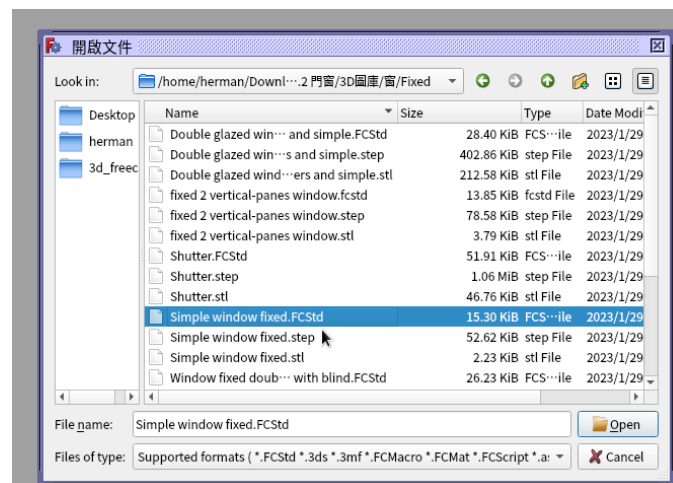 開啟文件
Look in: /home/herman/Downl⋯.2 門窗/3D圖庫/窗/Fixed
Desktop
herman
3d_freec
Name Size Type Date Modi
Double glazed win⋯ and simple.FCStd 28.40 KiB FCS⋯ile 2023/1/29
Double glazed wind⋯s and simple.step 402.86 KiB step File 2023/1/29
Double glazed wind⋯ers and simple.stl 212.58 KiB stl File 2023/1/29
fixed 2 vertical-panes window.fcstd 13.85 KiB fcstd File 2023/1/29
fixed 2 vertical-panes window.step 78.58 KiB step File 2023/1/29
fixed 2 vertical-panes window.stl 3.79 KiB stl File 2023/1/29
Shutter.FCStd 51.91 KiB FCS⋯ile 2023/1/29
Shutter.step 1.06 MiB step File 2023/1/29
Shutter.stl 46.76 KiB stl File 2023/1/29
Simple window fixed.FCStd 15.30 KiB FCS⋯ile 2023/1/29
Simple window fixed.step 52.62 KiB step File 2023/1/29
Simple window fixed.stl 2.23 KiB stl File 2023/1/29
Window fixed doub⋯ with blind.FCStd 26.23 KiB FCS⋯ile 2023/1/29
File name: Simple window fixed.FCStd Open
Files of type: Supported formats ( *.FCStd *.3ds *.3mf *.FCMacro *.FCMat *.FCScript *.a: Cancel